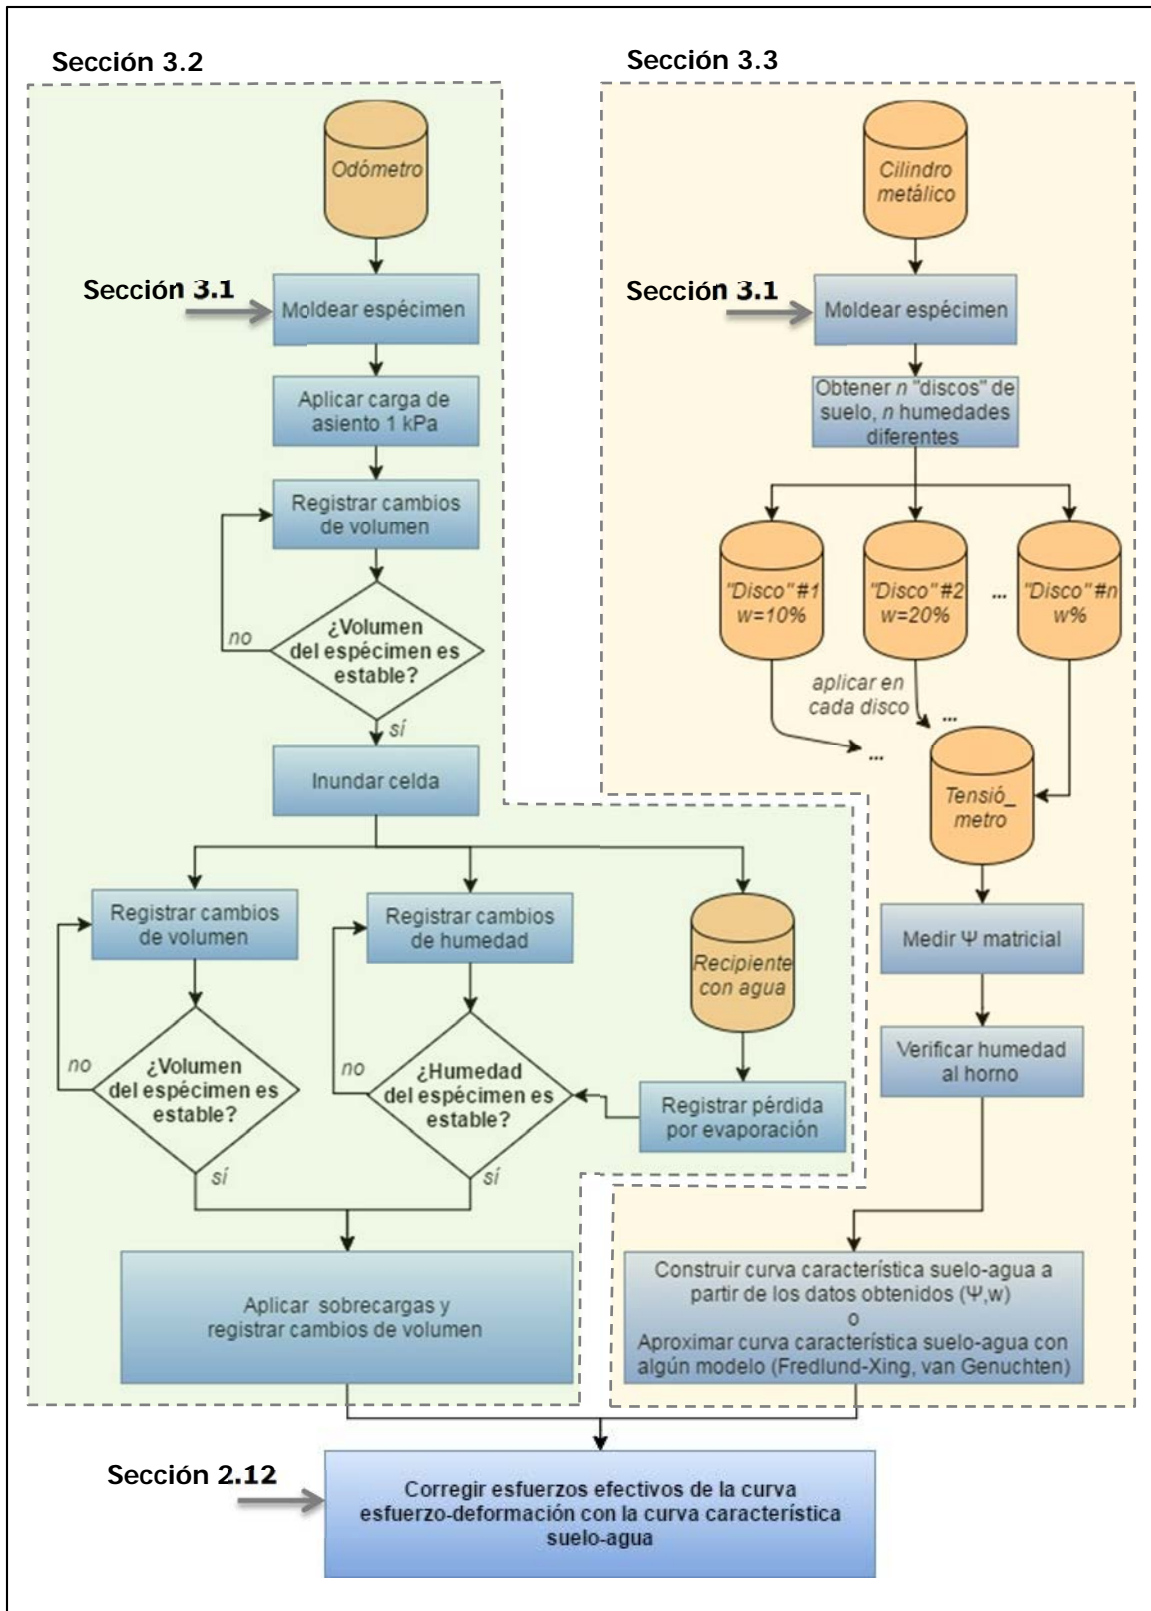 Sección 3.2
Odómetro
Sección 3.1
Moldear espécimen
Aplicar carga de
asiento 1 kPa
Registrar cambios
de volumen
no
¿Volumen
del espécimen es
estable?
sí
Inundar celda
Registrar cambios
de volumen
Registrar cambios
de humedad
Recipiente
con agua
no
¿Volumen
del espécimen es
estable?
sí
no
¿Humedad
del espécimen es
estable?
sí
Registrar pérdida
por evaporación
Aplicar sobrecargas y
registrar cambios de volumen
Sección 3.3
Cilindro
metálico
Sección 3.1
Moldear espécimen
Obtener n "discos" de
suelo, n humedades
diferentes
"Disco" #1
w=10%
"Disco" #2
w=20%
...
"Disco" #n
w%
aplicar en
cada disco
...
...
Tensió_
metro
Medir Ψ matricial
Verificar humedad
al horno
Construir curva característica suelo-agua a
partir de los datos obtenidos (Ψ,w)
o
Aproximar curva característica suelo-agua con
algún modelo (Fredlund-Xing, van Genuchten)
Sección 2.12
Corregir esfuerzos efectivos de la curva
esfuerzo-deformación con la curva característica
suelo-agua